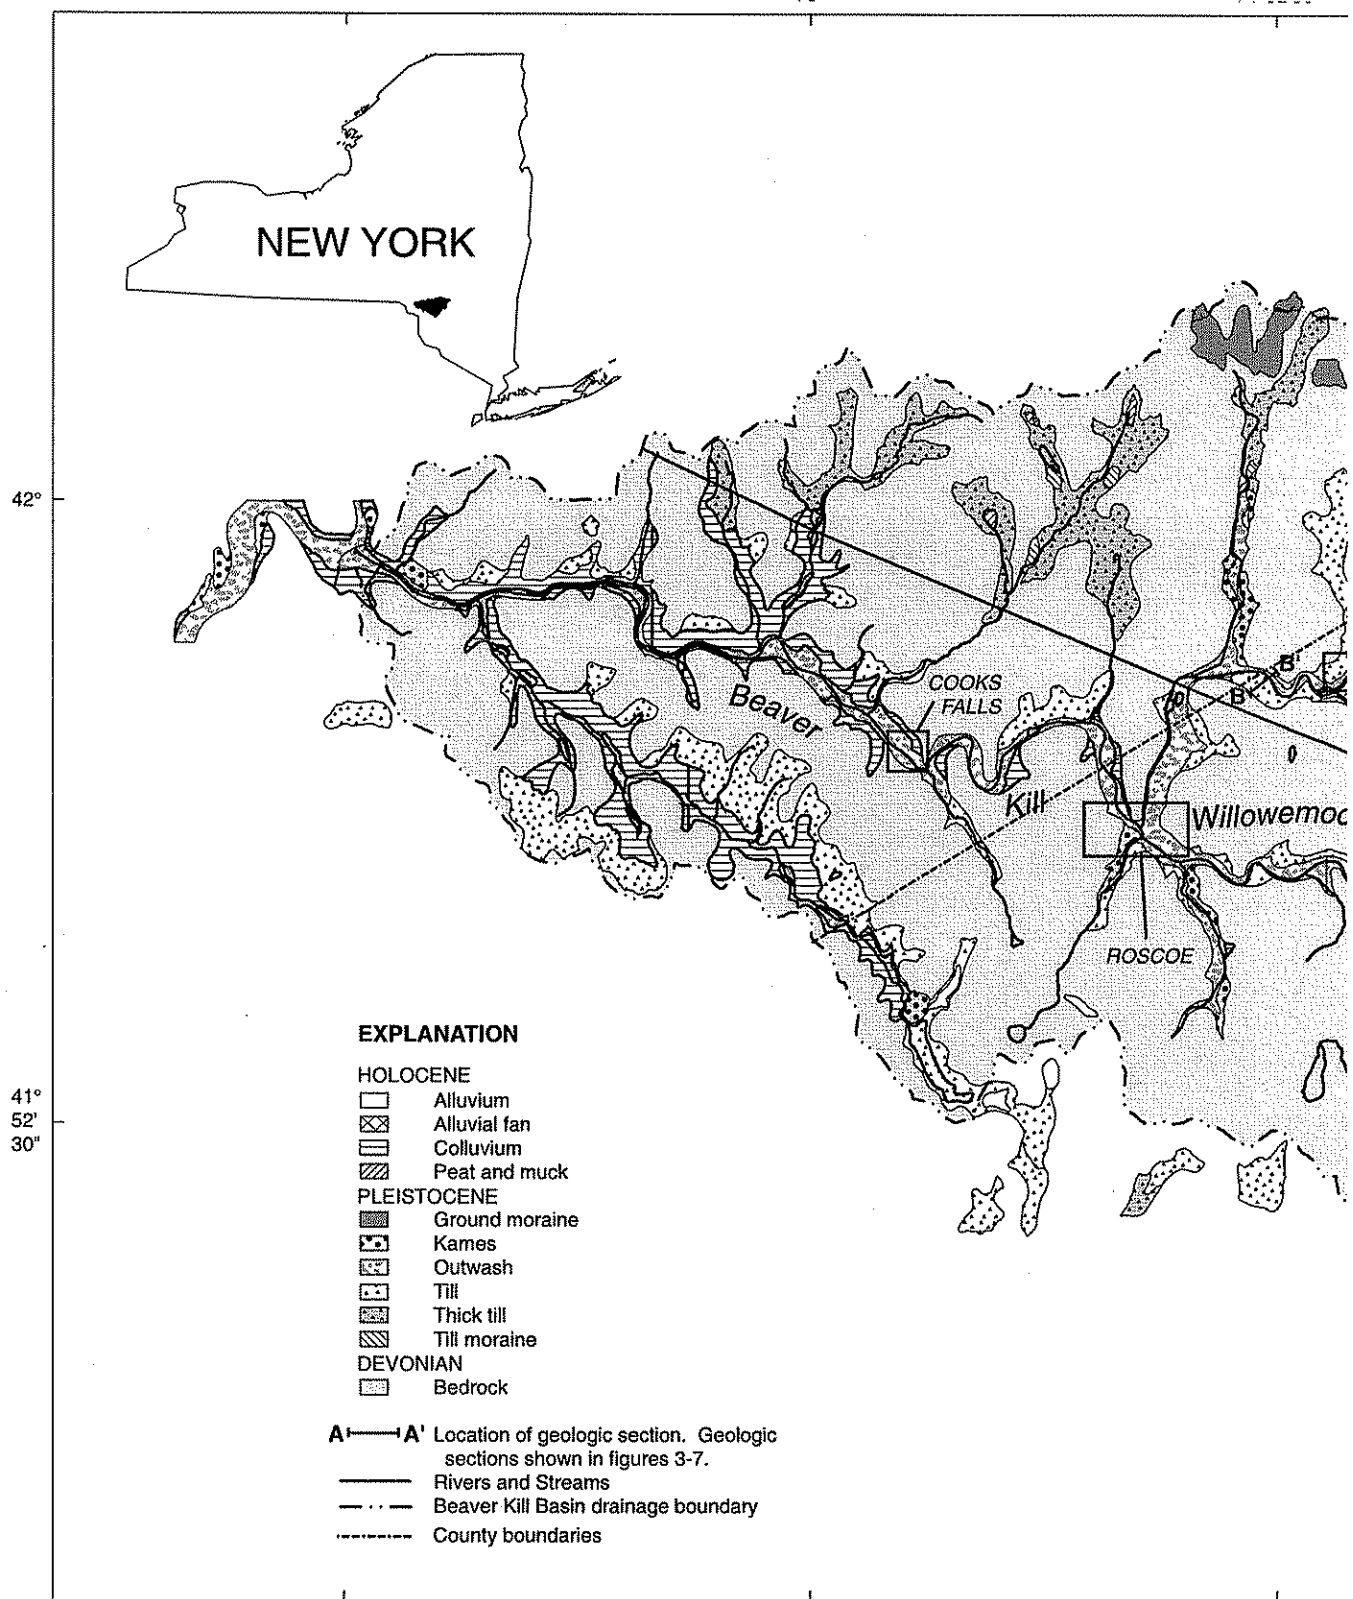 NEW YORK
42°
COOKS
FALLS
Beaver
Kill
B'
B
Willowemoc
ROSCOE
41°
52'
30"
EXPLANATION
HOLOCENE
Alluvium
Alluvial fan
Colluvium
Peat and muck
PLEISTOCENE
Ground moraine
Kames
Outwash
Till
Thick till
Till moraine
DEVONIAN
Bedrock
A A' Location of geologic section. Geologic
sections shown in figures 3-7.
Rivers and Streams
Beaver Kill Basin drainage boundary
County boundaries